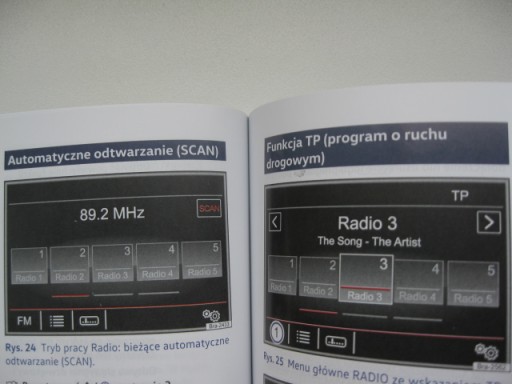 Automatyczne odtwarzanie (SCAN)
89.2 MHz
SCAN
1 2 3 4 5
Radio 1 Radio 2 Radio 3 Radio 4 Radio 5
FM
Rys. 24 Tryb pracy Radio: bieżące automatyczne
odtwarzanie (SCAN).
Funkcja TP (program o ruchu
drogowym)
TP
Radio 3
The Song - The Artist
1 2 3 4 5
Radio 1 Radio 2 Radio 3 Radio 4 Radio 5
1
Rys. 25 Menu główne RADIO ze wskazaniem